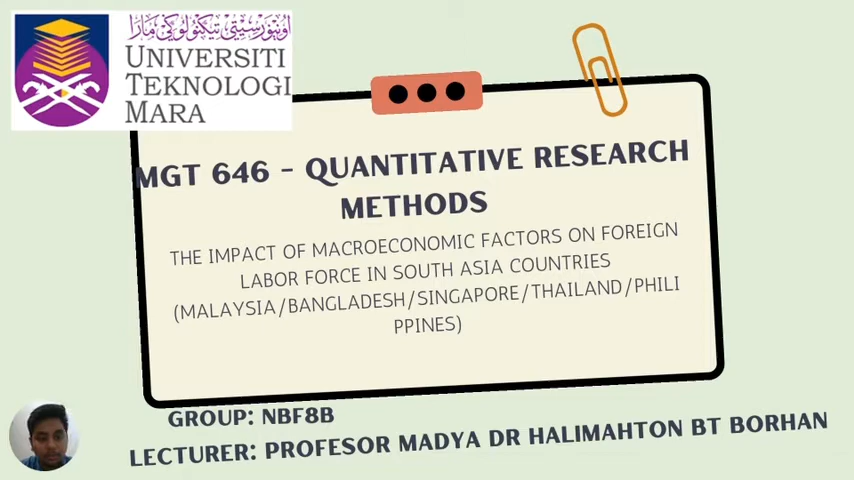 اونيۏرسيتي تيكنولوݢي مارا
UNIVERSITI
TEKNOLOGI
MARA
MGT 646 - QUANTITATIVE RESEARCH
METHODS
THE IMPACT OF MACROECONOMIC FACTORS ON FOREIGN
LABOR FORCE IN SOUTH ASIA COUNTRIES
(MALAYSIA/BANGLADESH/SINGAPORE/THAILAND/PHILI
PPINES)
GROUP: NBF8B
LECTURER: PROFESOR MADYA DR HALIMAHTON BT BORHAN